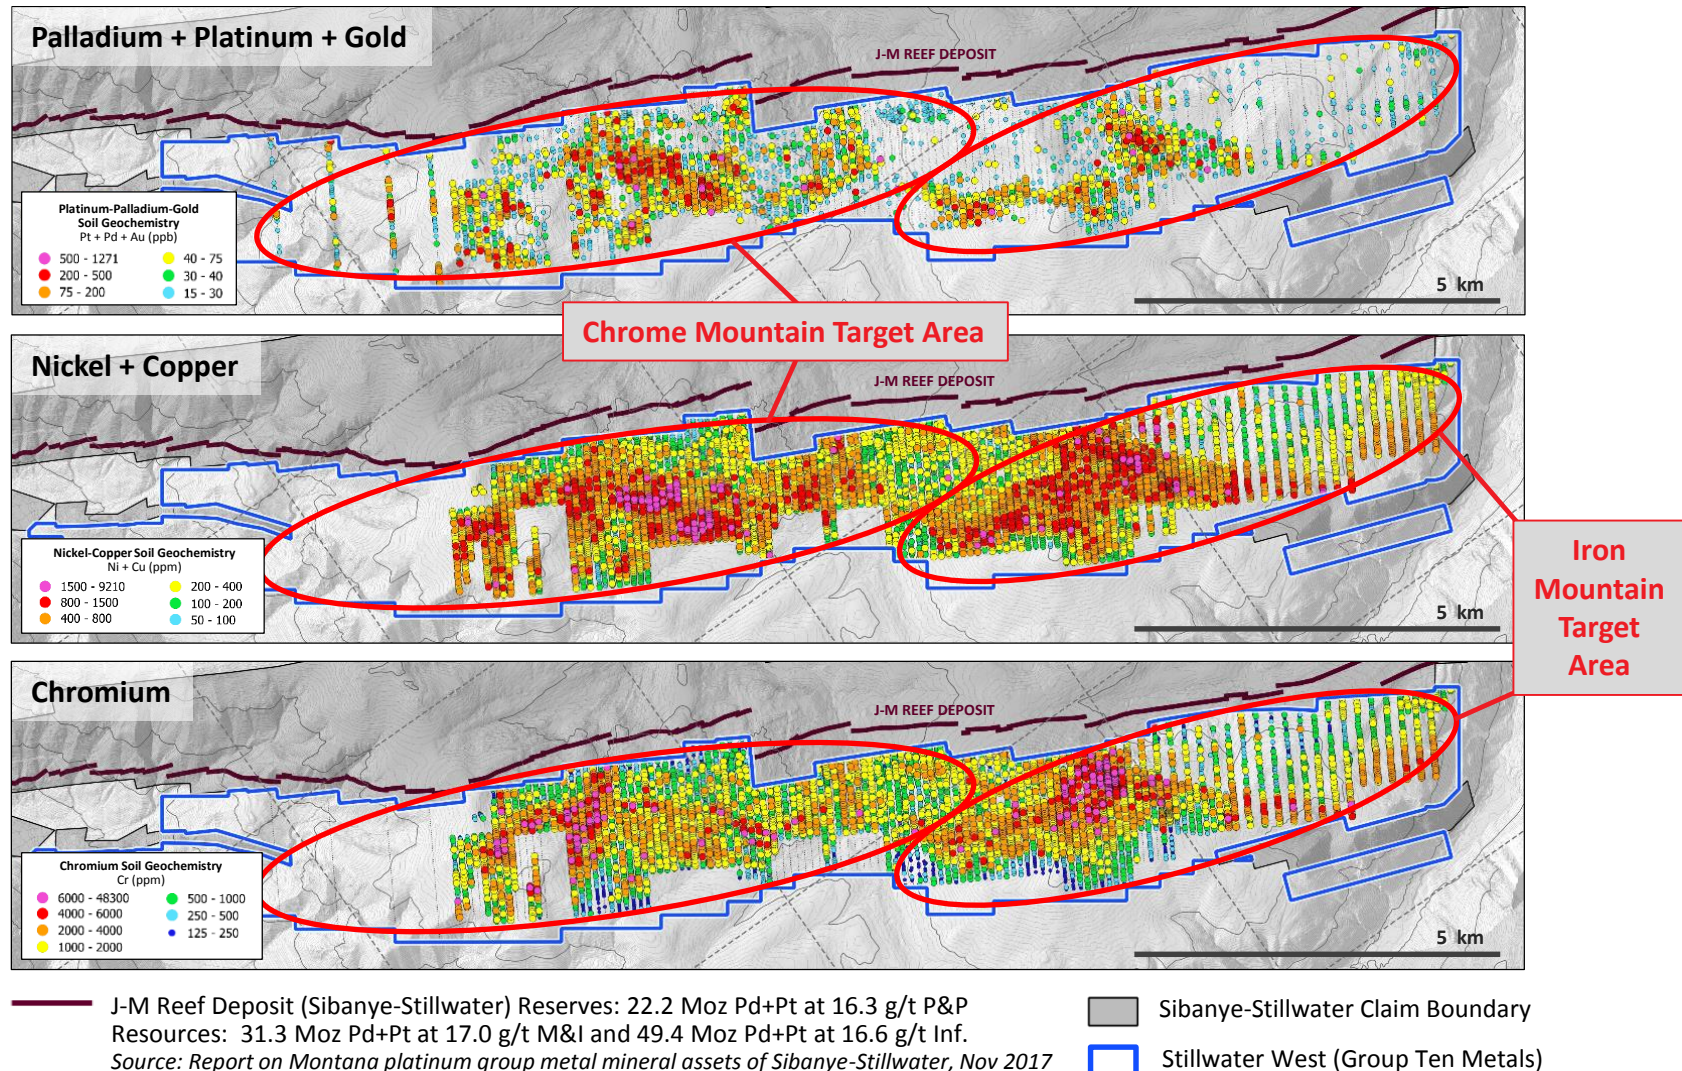 Palladium + Platinum + Gold
J-M REEF DEPOSIT
Platinum-Palladium-Gold
Soil Geochemistry
Pt + Pd + Au (ppb)
500 - 1271
40 - 75
200 - 500
30 - 40
75 - 200
15 - 30
5 km
Chrome Mountain Target Area
Nickel + Copper
J-M REEF DEPOSIT
Nickel-Copper Soil Geochemistry
Ni + Cu (ppm)
1500 - 9210
200 - 400
800 - 1500
100 - 200
400 - 800
50 - 100
5 km
Iron
Mountain
Target
Area
Chromium
J-M REEF DEPOSIT
Chromium Soil Geochemistry
Cr (ppm)
6000 - 48300
500 - 1000
4000 - 6000
250 - 500
2000 - 4000
125 - 250
1000 - 2000
5 km
J-M Reef Deposit (Sibanye-Stillwater) Reserves: 22.2 Moz Pd+Pt at 16.3 g/t P&P
Resources: 31.3 Moz Pd+Pt at 17.0 g/t M&I and 49.4 Moz Pd+Pt at 16.6 g/t Inf.
Source: Report on Montana platinum group metal mineral assets of Sibanye-Stillwater, Nov 2017
Sibanye-Stillwater Claim Boundary
Stillwater West (Group Ten Metals)